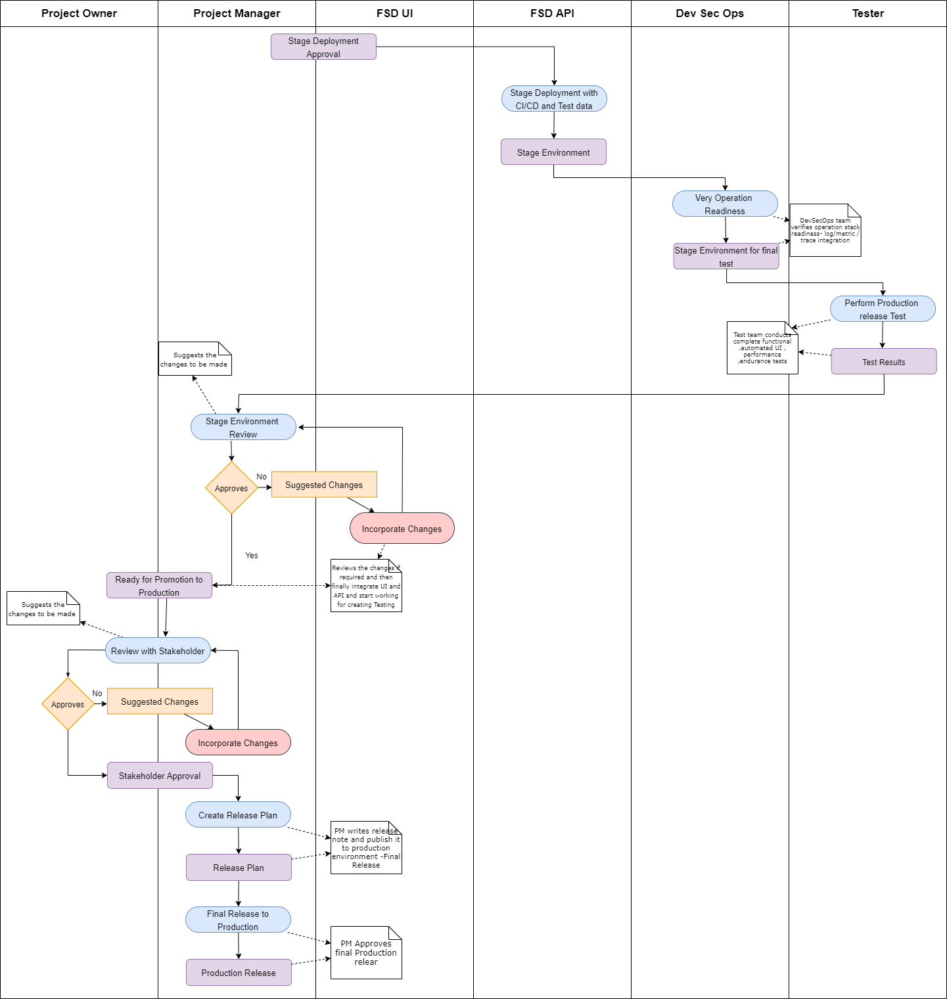 Project Owner
Project Manager
FSD UI
FSD API
Dev Sec Ops
Tester
Stage Deployment
Approval
Stage Deployment with
CI/CD and Test data
Stage Environment
Very Operation
Readiness
DevSecOps team
verifies operation stack
readiness- log/metric /
trace integration
Stage Environment for final
test
Perform Production
release Test
Test team conducts
complete functional
,automated UI ,
performance
,endurance tests
Test Results
Suggests the
changes to be made
Stage Environment
Review
Approves
No
Suggested Changes
Incorporate Changes
Yes
Reviews the changes if
required and then
finally integrate UI and
API and start working
for creating Testing
Ready for Promotion to
Production
Suggests the
changes to be made
Review with Stakeholder
Approves
No
Suggested Changes
Incorporate Changes
Stakeholder Approval
Create Release Plan
PM writes release
note and publish it
to production
environment -Final
Release
Release Plan
Final Release to
Production
PM Approves
final Production
relear
Production Release